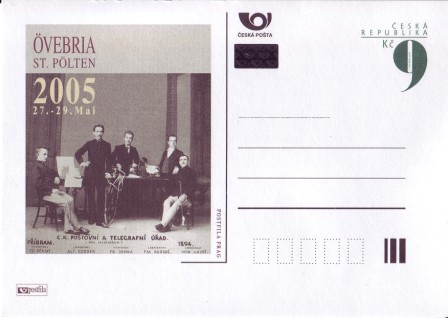 ÖVEBRIA
ST. PÖLTEN
2005
27.-29. Mai
PŘÍBRAM.
C.K. POŠTOVNÍ A TELEGRAFNÍ ÚŘAD.
1894.
POSTFILA PRAG
postfila
ČESKÁ POŠTA
ČESKÁ
REPUBLIKA
Kč
9